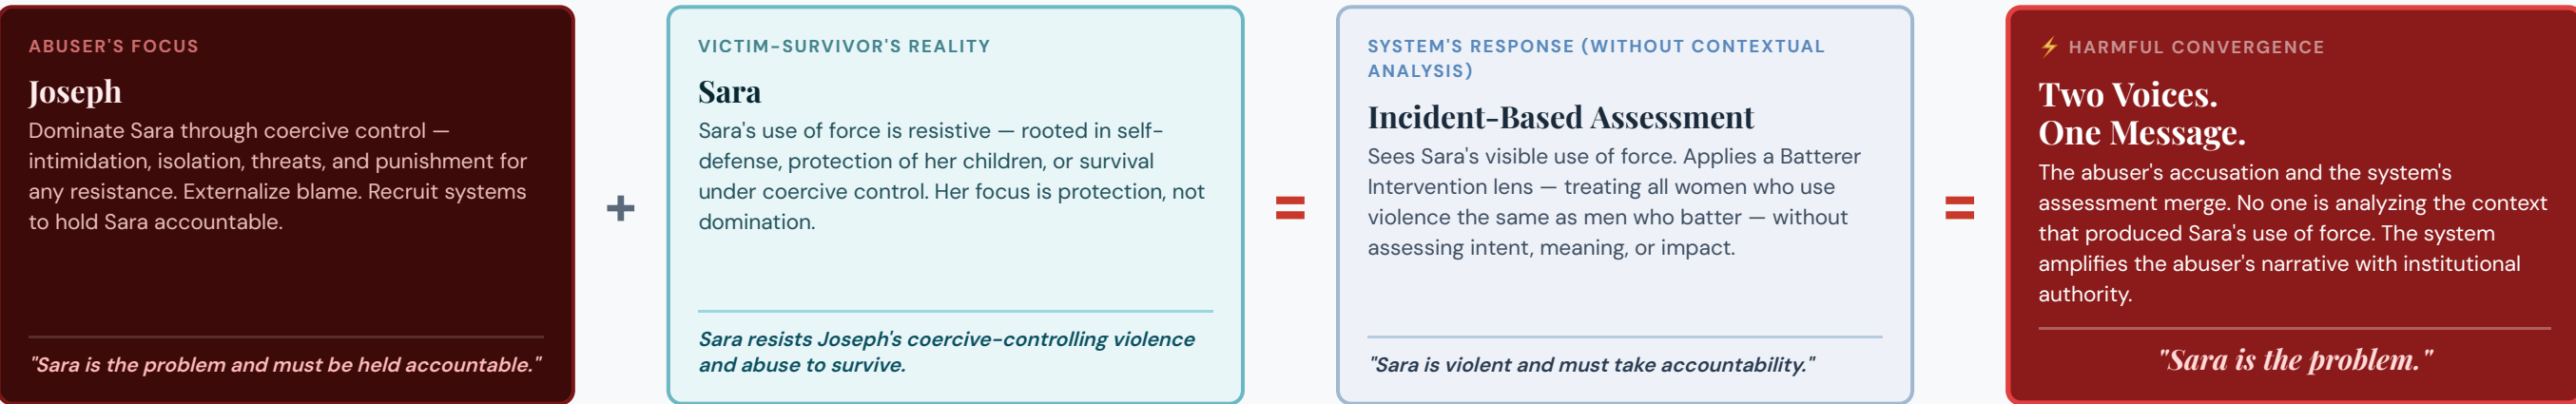 ABUSER'S FOCUS
Joseph
Dominate Sara through coercive control —
intimidation, isolation, threats, and punishment for
any resistance. Externalize blame. Recruit systems
to hold Sara accountable.
"Sara is the problem and must be held accountable."
+
VICTIM-SURVIVOR'S REALITY
Sara
Sara's use of force is resistive — rooted in self-
defense, protection of her children, or survival
under coercive control. Her focus is protection, not
domination.
Sara resists Joseph's coercive-controlling violence
and abuse to survive.
=
SYSTEM'S RESPONSE (WITHOUT CONTEXTUAL
ANALYSIS)
Incident-Based Assessment
Sees Sara's visible use of force. Applies a Batterer
Intervention lens — treating all women who use
violence the same as men who batter — without
assessing intent, meaning, or impact.
"Sara is violent and must take accountability."
=
⚡ HARMFUL CONVERGENCE
Two Voices.
One Message.
The abuser's accusation and the system's
assessment merge. No one is analyzing the context
that produced Sara's use of force. The system
amplifies the abuser's narrative with institutional
authority.
"Sara is the problem."